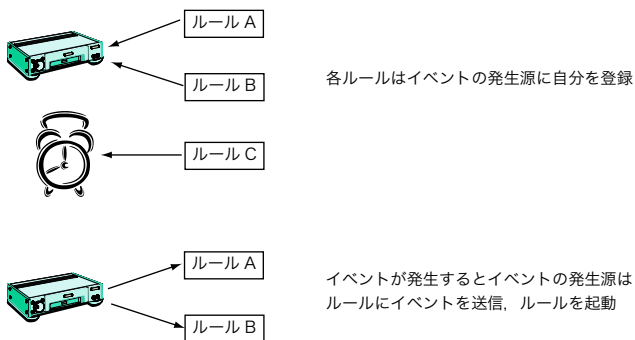 ルール A
ルール B
各ルールはイベントの発生源に自分を登録
ルール C
ルール A
イベントが発生するとイベントの発生源は
ルールにイベントを送信，ルールを起動
ルール B